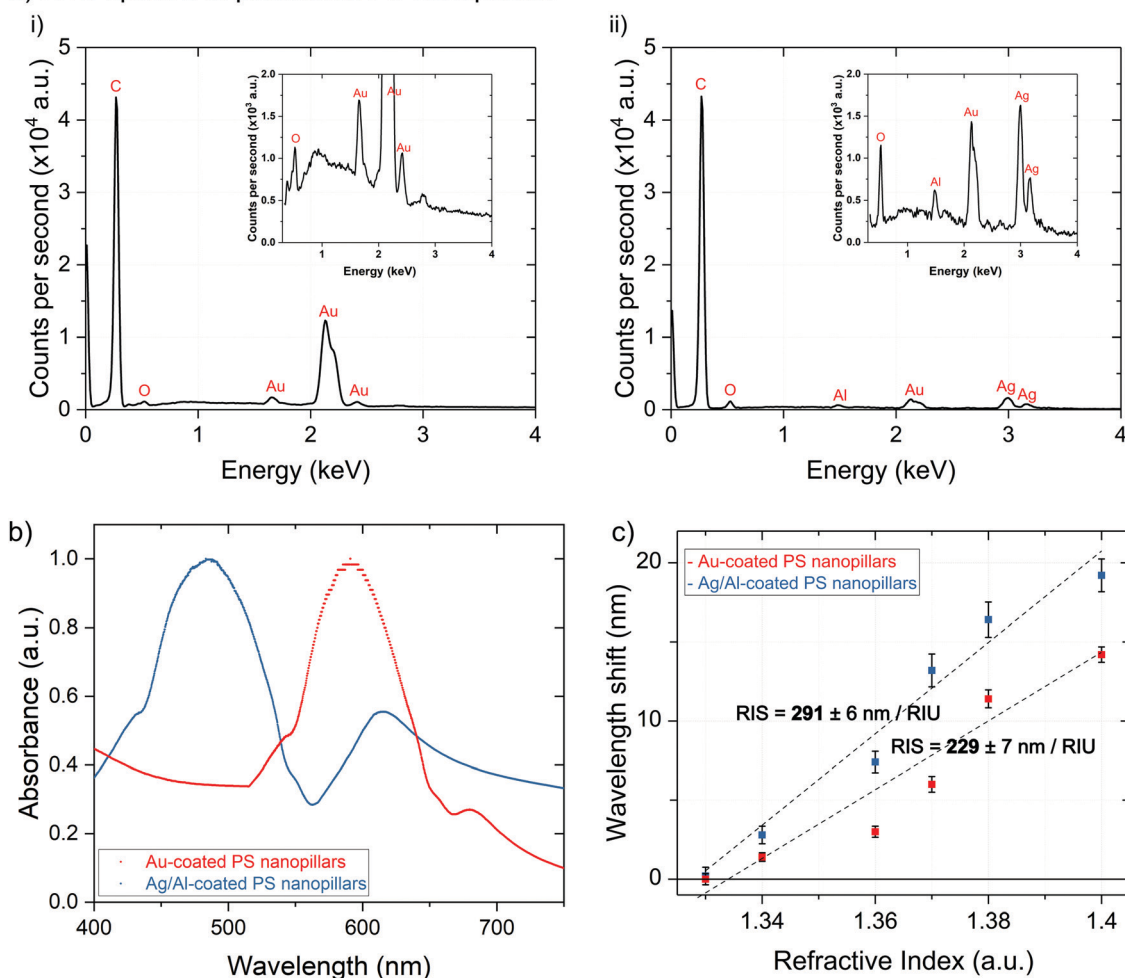 i)
ii)
Counts per second (x10⁴ a.u.)
5
4
3
2
1
0
0
1
2
3
4
Energy (keV)
C
O
Au
Au
Au
Counts per second (x10³ a.u.)
2.0
1.5
1.0
0.5
0.0
1
2
3
4
Energy (keV)
O
Au
Au
Au
Counts per second (x10⁴ a.u.)
5
4
3
2
1
0
0
1
2
3
4
Energy (keV)
C
O
Al
Au
Ag
Ag
Counts per second (x10³ a.u.)
2.0
1.5
1.0
0.5
0.0
1
2
3
4
Energy (keV)
O
Al
Au
Ag
Ag
b)
Absorbance (a.u.)
1.0
0.8
0.6
0.4
0.2
0.0
400
500
600
700
Wavelength (nm)
Au-coated PS nanopillars
Ag/Al-coated PS nanopillars
c)
Wavelength shift (nm)
20
10
0
1.34
1.36
1.38
1.4
Refractive Index (a.u.)
- Au-coated PS nanopillars
- Ag/Al-coated PS nanopillars
RIS = 291 ± 6 nm / RIU
RIS = 229 ± 7 nm / RIU